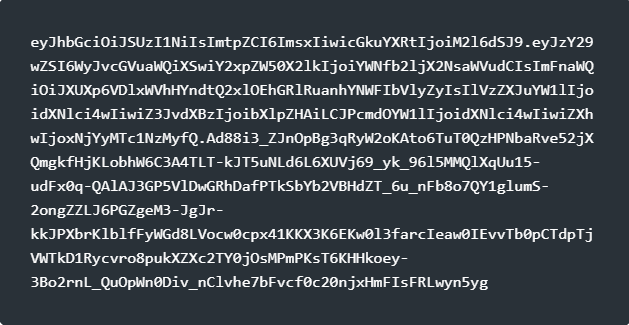 eyJhbGciOiJSUzI1NiIsImtpZCI6ImsxIiwicGkuYXRtIjoiM2l6dSJ9.eyJzY29
wZSI6WyJvcGVuaWQiXSwiY2xpZW50X2lkIjoiYWNfb2ljX2NsaWVudCIsImFnaWQ
iOiJXUXp6VDlxWVhHYndtQ2xlOEhGRlRuanhYNWFIbVlyZyIsIlVzZXJuYW1lIjo
idXNlci4wIiwiZ3JvdXBzIjoibXlpZHAiLCJPcmdOYW1lIjoidXNlci4wIiwiZXh
wIjoxNjYyMTc1NzMyfQ.Ad88i3_ZJnOpBg3qRyW2oKAto6TuT0QzHPNbaRve52jX
QmgkfHjKLobhW6C3A4TLT-kJT5uNLd6L6XUVj69_yk_96l5MMQlXqUu15-
udFx0q-QAlAJ3GP5VlDwGRhDafPTkSbYb2VBHdZT_6u_nFb8o7QY1glumS-
2ongZZLJ6PGZgeM3-JgJr-
kkJPXbrKlblfFyWGd8LVocw0cpx41KKX3K6EKw0l3farcIeaw0IEvvTb0pCTdpTj
VWTkD1Rycvro8pukXZXc2TY0jOsMPmPKsT6KHHkoey-
3Bo2rnL_QuOpWn0Div_nClvhe7bFvcf0c20njxHmFIsFRLwyn5yg